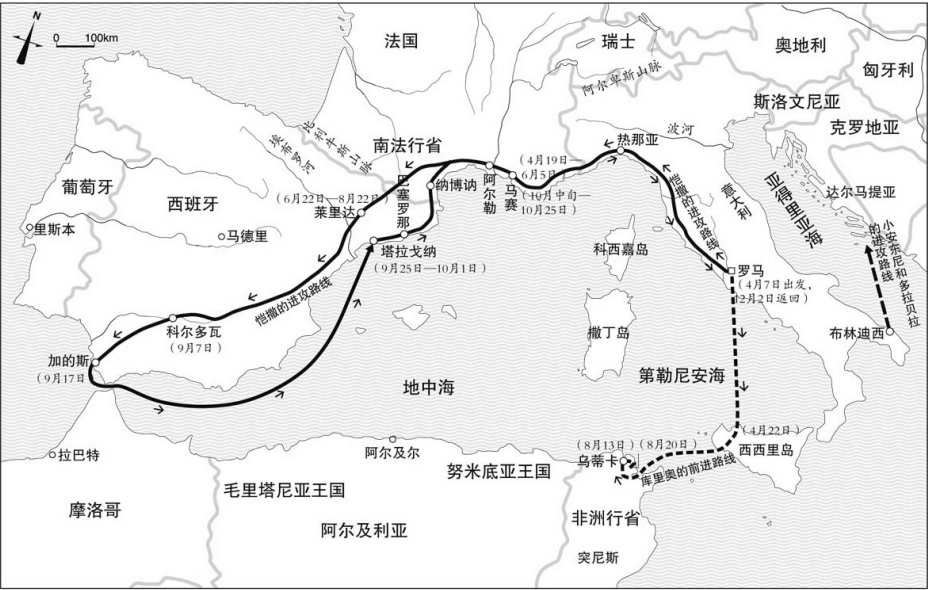 N
0 100km
法国
瑞士
奥地利
匈牙利
阿尔卑斯山脉
斯洛文尼亚
克罗地亚
埃布罗河
比利牛斯山脉
南法行省
热那亚
波河
(4月19日—
6月5日)
(10月中旬—
10月25日)
阿尔勒
马赛
纳博讷
巴塞罗那
(6月22日—8月22日)
莱里达
葡萄牙
西班牙
里斯本
马德里
塔拉戈纳
(9月25日—10月1日)
恺撒的进攻路线
意大利
亚得里亚海
达尔马提亚
小安东尼和多拉贝拉
的进攻路线
科西嘉岛
罗马
(4月7日出发,
12月2日返回)
恺撒的进攻路线
科尔多瓦
(9月7日)
撒丁岛
布林迪西
加的斯
(9月17日)
地中海
第勒尼安海
(4月22日)
西西里岛
(8月13日)
(8月20日)
乌蒂卡
库里奥的前进路线
拉巴特
阿尔及尔
努米底亚王国
毛里塔尼亚王国
摩洛哥
阿尔及利亚
非洲行省
突尼斯